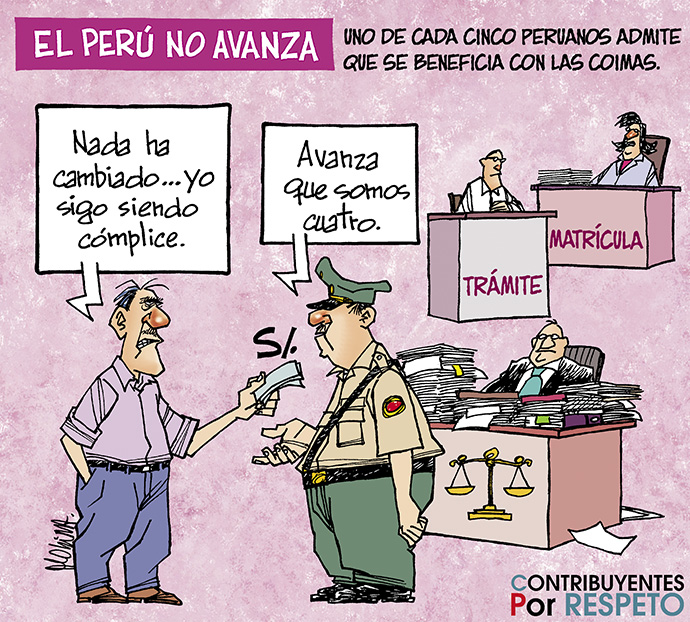 EL PERÚ NO AVANZA
UNO DE CADA CINCO PERUANOS ADMITE
QUE SE BENEFICIA CON LAS COIMAS.
Nada ha
cambiado...yo
sigo siendo
cómplice.
Avanza
que somos
cuatro.
MATRÍCULA
TRÁMITE
S/.
MOLINA.
CONTRIBUYENTES
Por RESPETO